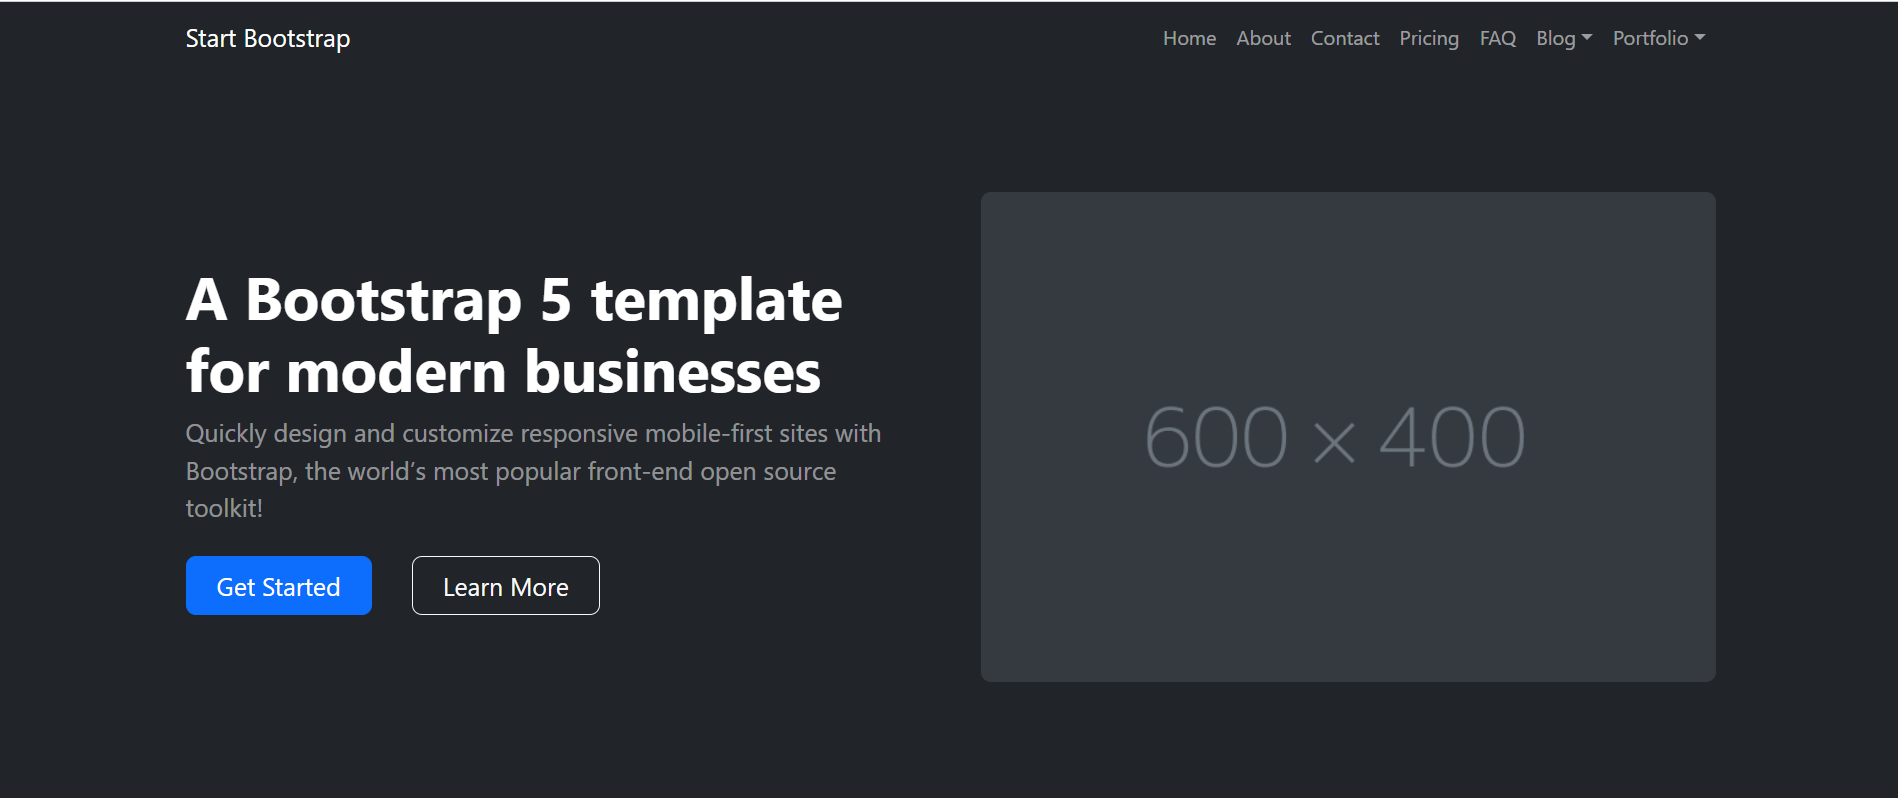 Start Bootstrap
Home About Contact Pricing FAQ Blog Portfolio
A Bootstrap 5 template
for modern businesses
Quickly design and customize responsive mobile-first sites with
Bootstrap, the world’s most popular front-end open source
toolkit!
Get Started Learn More
600 × 400